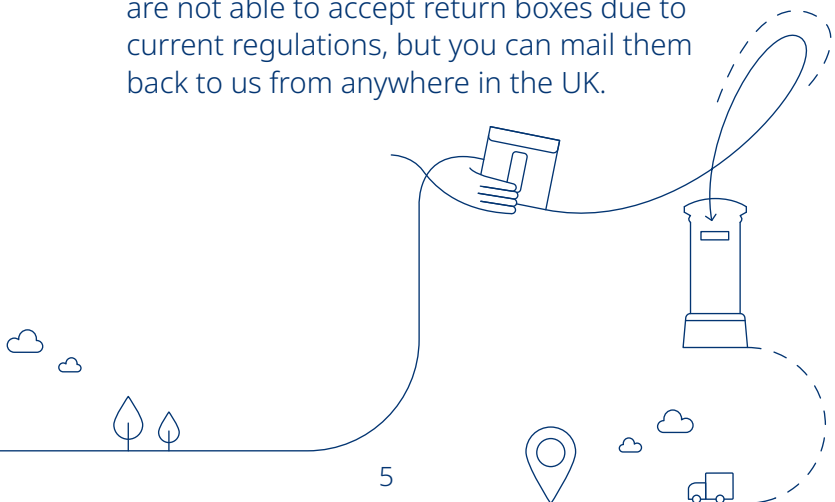 are not able to accept return boxes due to
current regulations, but you can mail them
back to us from anywhere in the UK.
5